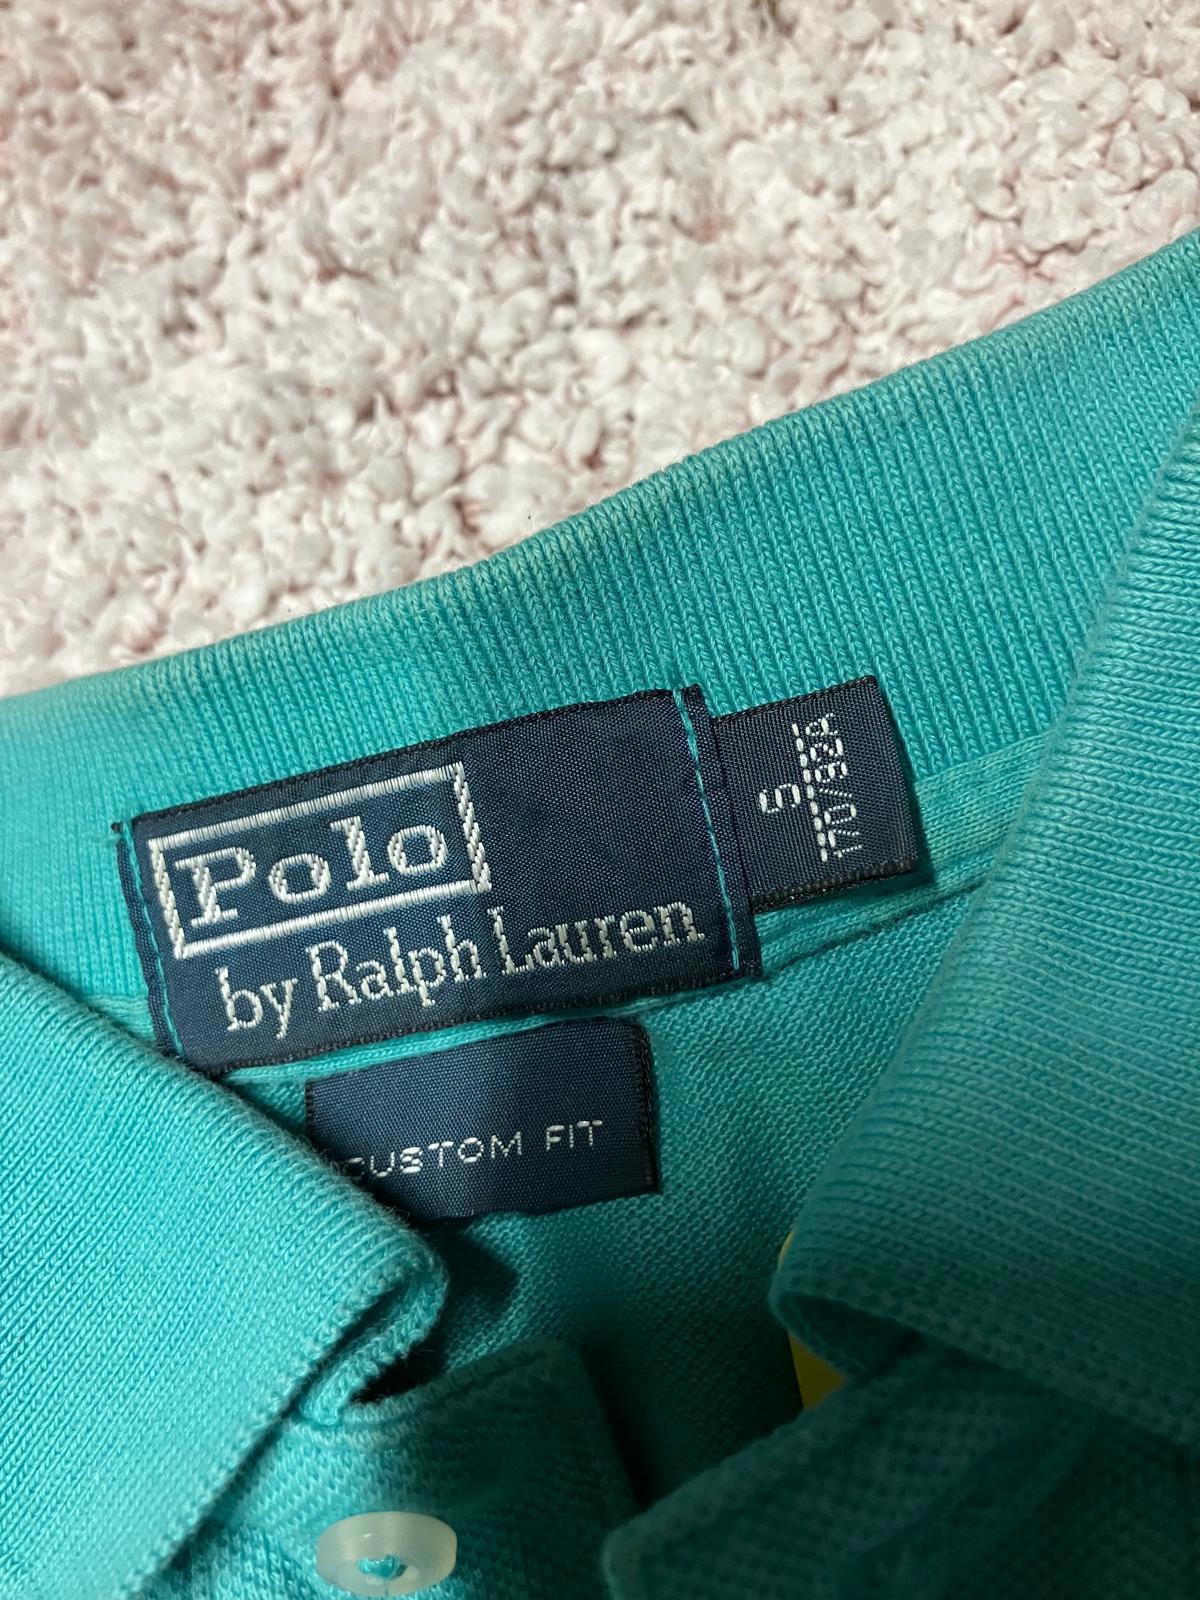 Polo
by Ralph Lauren
S
170/92A
CUSTOM FIT